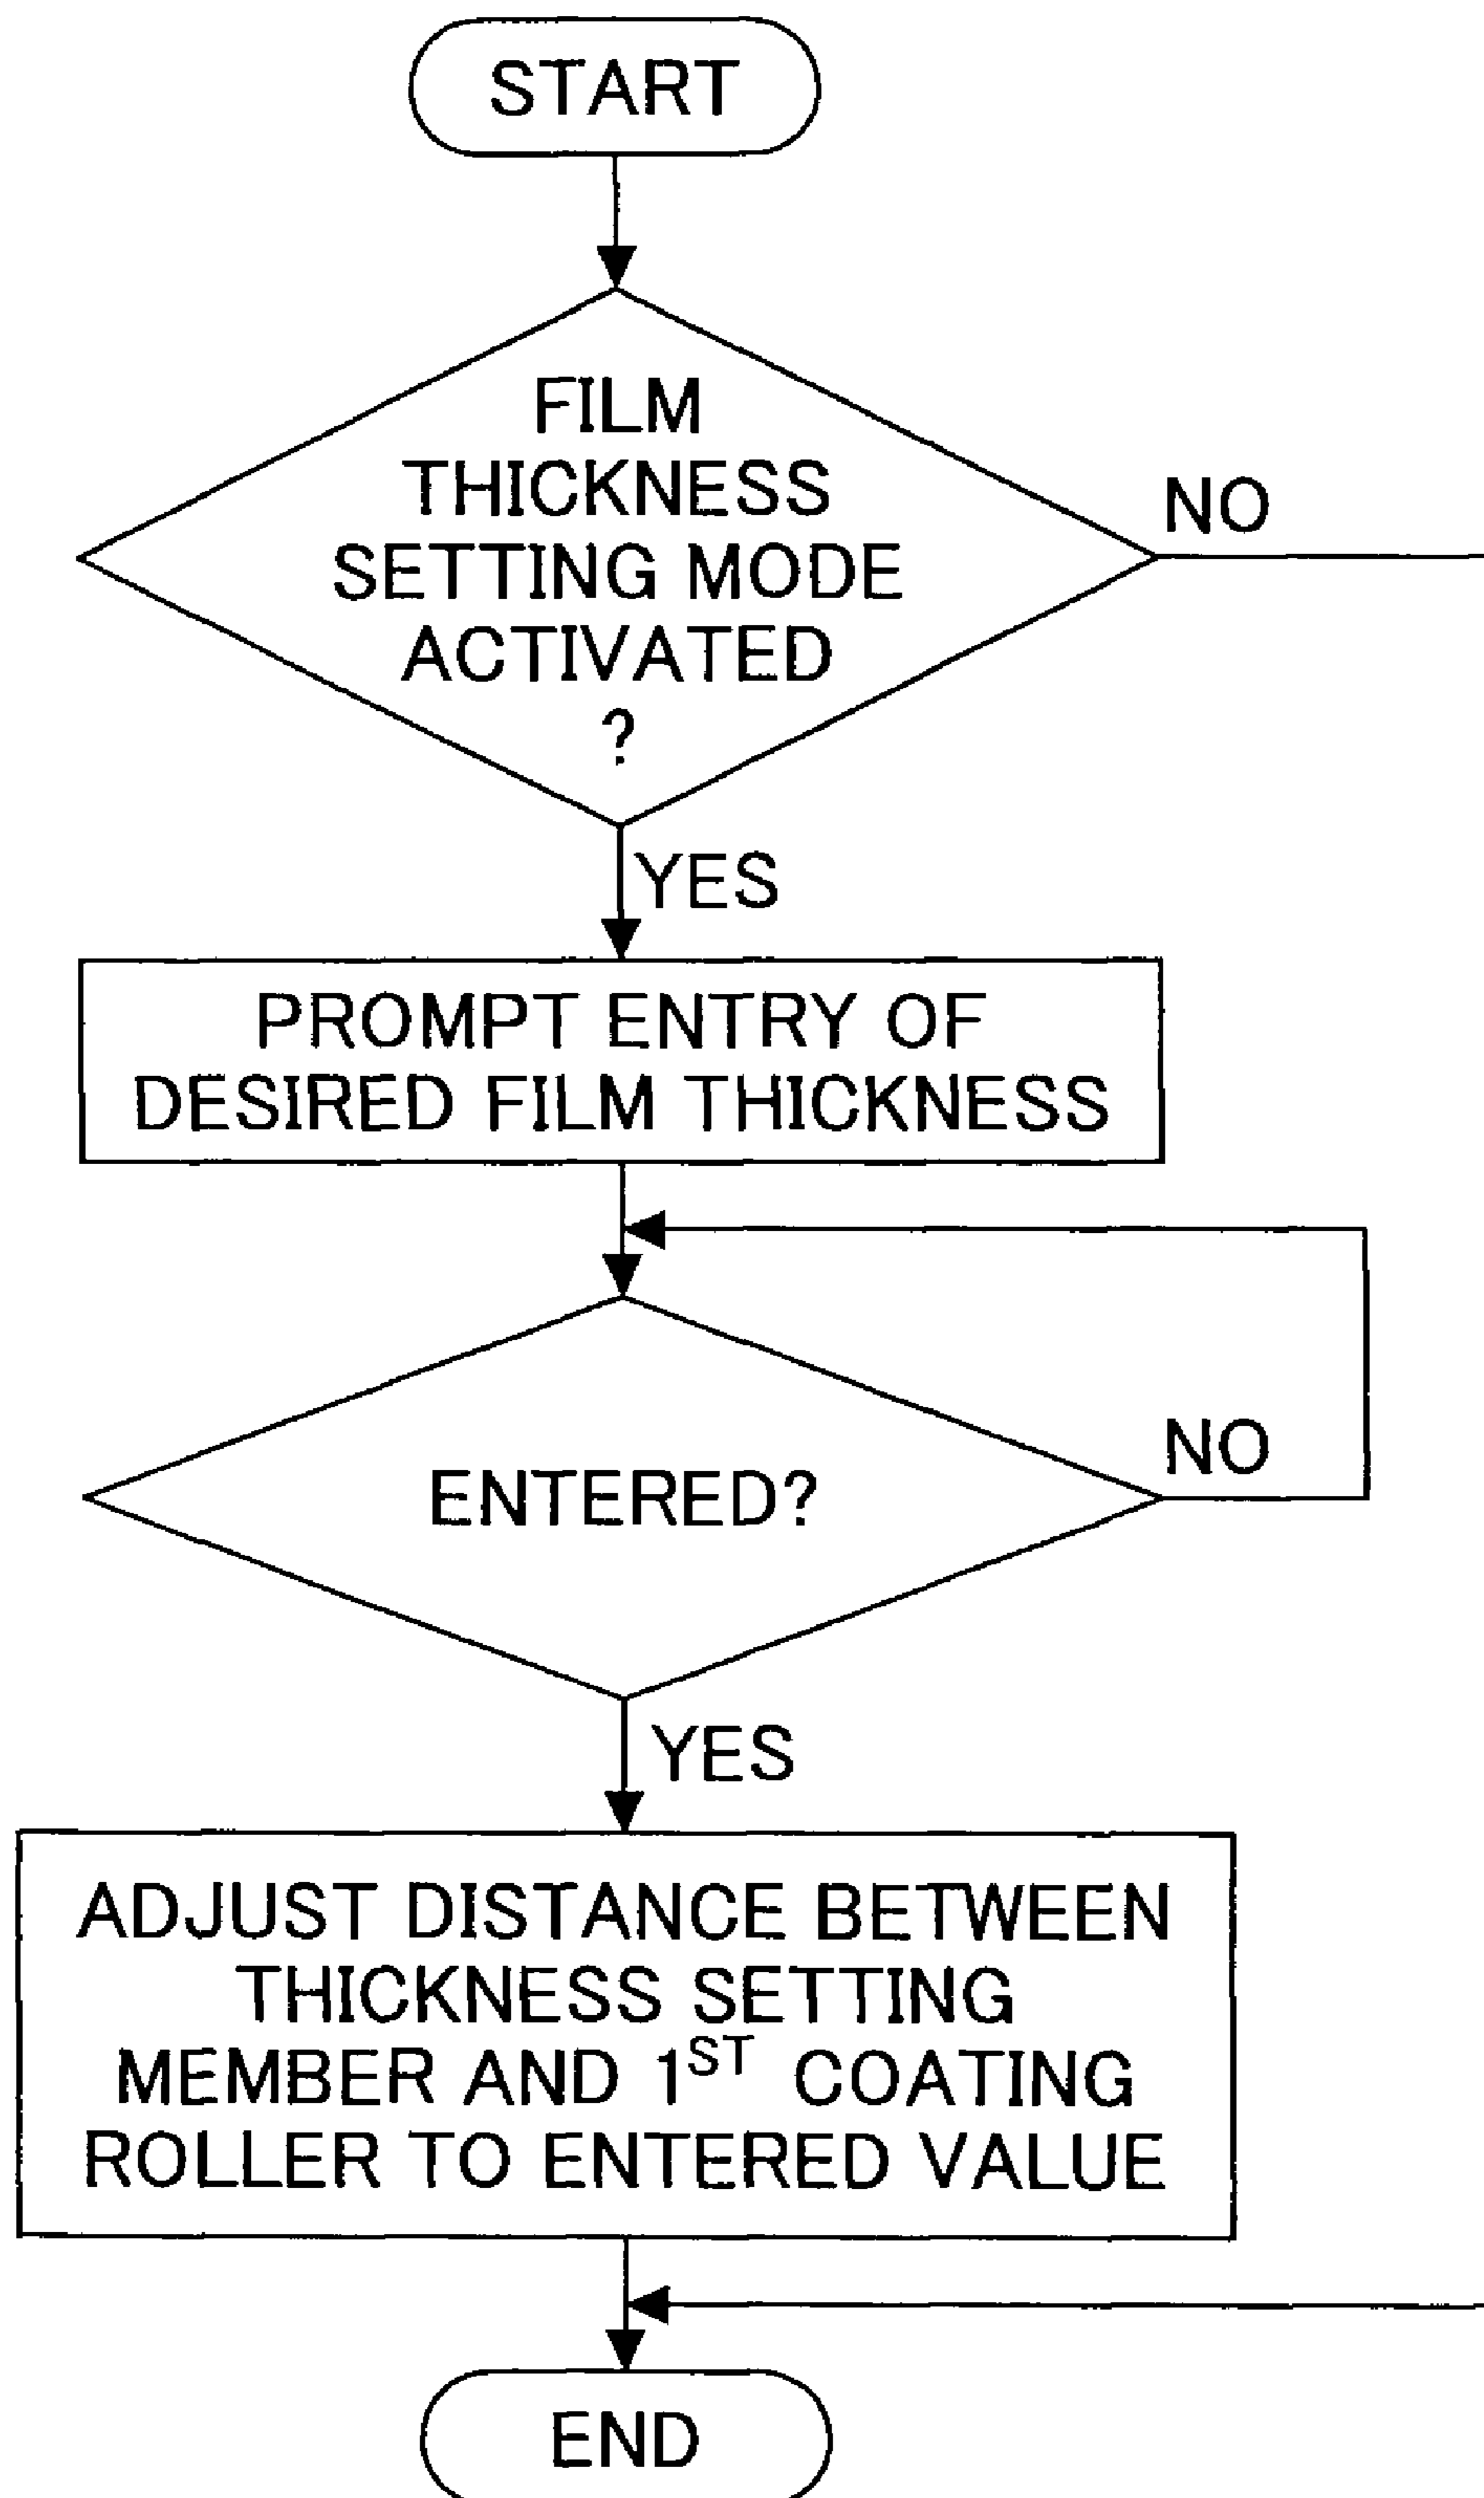 START
FILM
THICKNESS
SETTING MODE
ACTIVATED
?
NO
YES
PROMPT ENTRY OF
DESIRED FILM THICKNESS
ENTERED?
NO
YES
ADJUST DISTANCE BETWEEN
THICKNESS SETTING
MEMBER AND 1ST COATING
ROLLER TO ENTERED VALUE
END